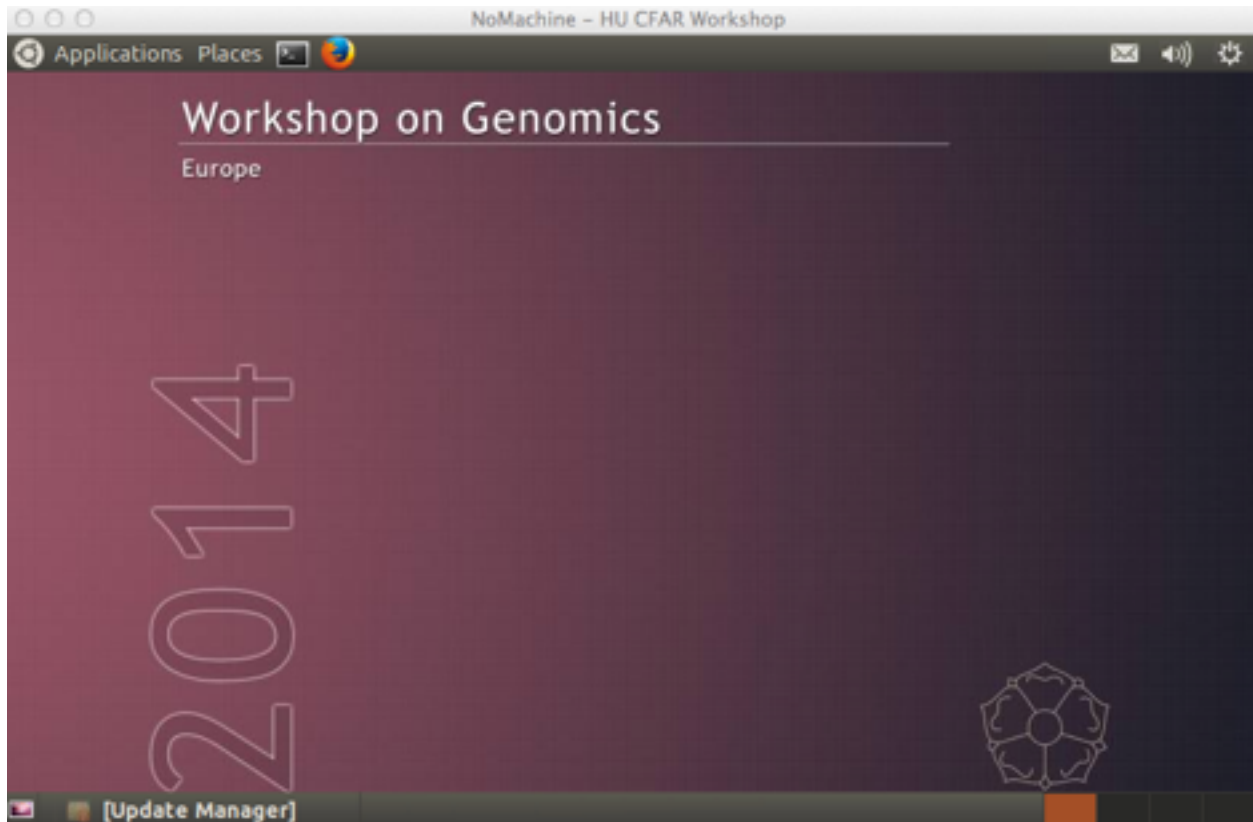 NoMachine – HU CFAR Workshop
Applications Places
Workshop on Genomics
Europe
2014
[Update Manager]